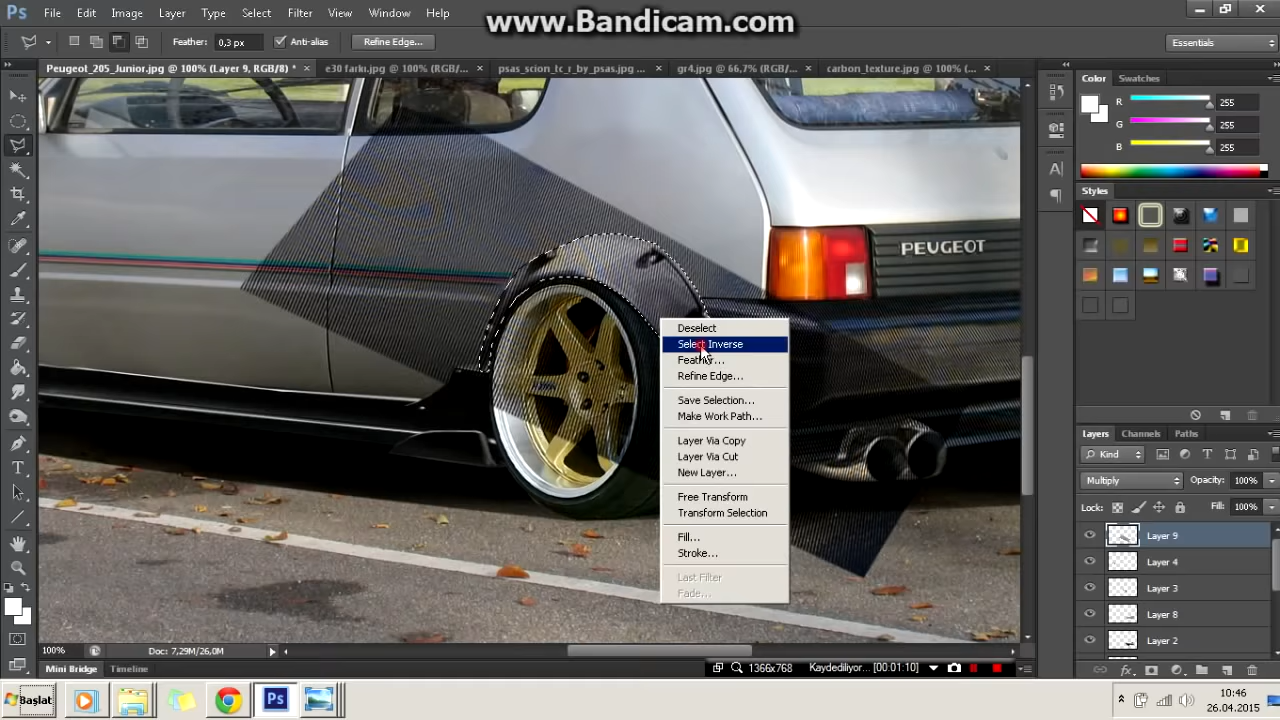 www.Bandicam.com
Ps File Edit Image Layer Type Select Filter View Window Help
Feather: 0,3 px Anti-alias Refine Edge... Essentials
Peugeot_205_Junior.jpg @ 100% (Layer 9, RGB/8) * ×
e30 farkı.jpg @ 100% (RGB/8... ×
psas_scion_tc_r_by_psas.jpg ... ×
gr4.jpg @ 66,7% (RGB/8... ×
carbon_texture.jpg @ 100% (... ×
Color Swatches
R 255
G 255
B 255
Styles
PEUGEOT
Deselect
Select Inverse
Feather...
Refine Edge...
Save Selection...
Make Work Path...
Layer Via Copy
Layer Via Cut
New Layer...
Free Transform
Transform Selection
Fill...
Stroke...
Last Filter
Fade...
Layers Channels Paths
Kind
Multiply Opacity: 100%
Lock: Fill: 100%
Layer 9
Layer 4
Layer 3
Layer 8
Layer 2
100% Doc: 7,29M/26,0M
Mini Bridge Timeline
1366x768 Kaydediliyor... [00:01:10]
Başlat
Ps
10:46
26.04.2015